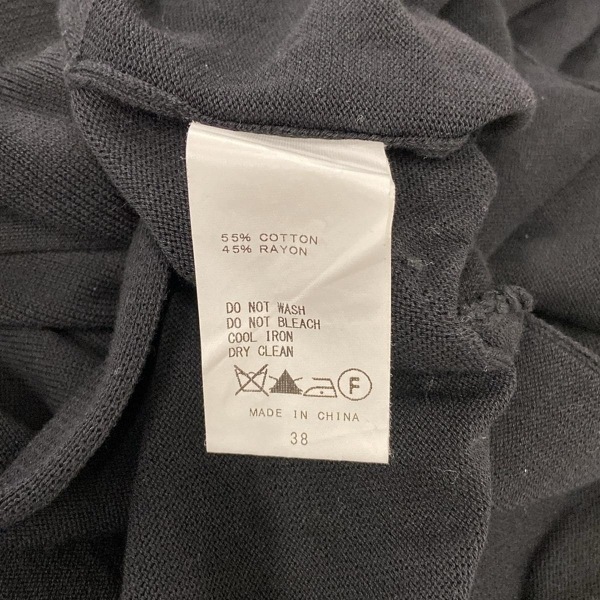 55% COTTON
45% RAYON
DO NOT WASH
DO NOT BLEACH
COOL IRON
DRY CLEAN
F
MADE IN CHINA
38